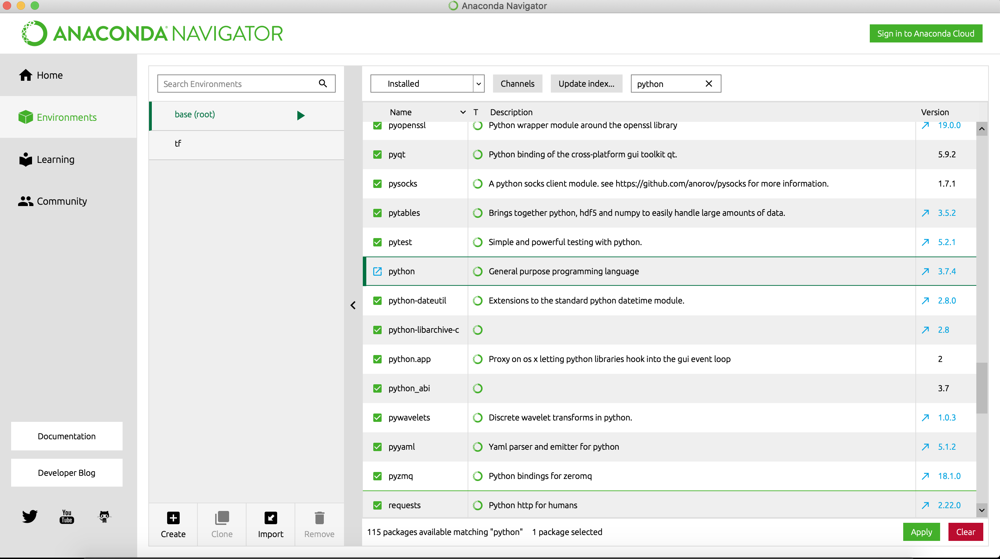 Anaconda Navigator
ANACONDA NAVIGATOR
Sign in to Anaconda Cloud
Home
Environments
Learning
Community
Documentation
Developer Blog
You
Tube
Search Environments
base (root)
tf
Create
Clone
Import
Remove
Installed
Channels
Update index...
python
Name T Description Version
pyopenssl Python wrapper module around the openssl library 19.0.0
pyqt Python binding of the cross-platform gui toolkit qt. 5.9.2
pysocks A python socks client module. see https://github.com/anorov/pysocks for more information. 1.7.1
pytables Brings together python, hdf5 and numpy to easily handle large amounts of data. 3.5.2
pytest Simple and powerful testing with python. 5.2.1
python General purpose programming language 3.7.4
python-dateutil Extensions to the standard python datetime module. 2.8.0
python-libarchive-c 2.8
python.app Proxy on os x letting python libraries hook into the gui event loop 2
python_abi 3.7
pywavelets Discrete wavelet transforms in python. 1.0.3
pyyaml Yaml parser and emitter for python 5.1.2
pyzmq Python bindings for zeromq 18.1.0
requests Python http for humans 2.22.0
115 packages available matching "python" 1 package selected
Apply
Clear